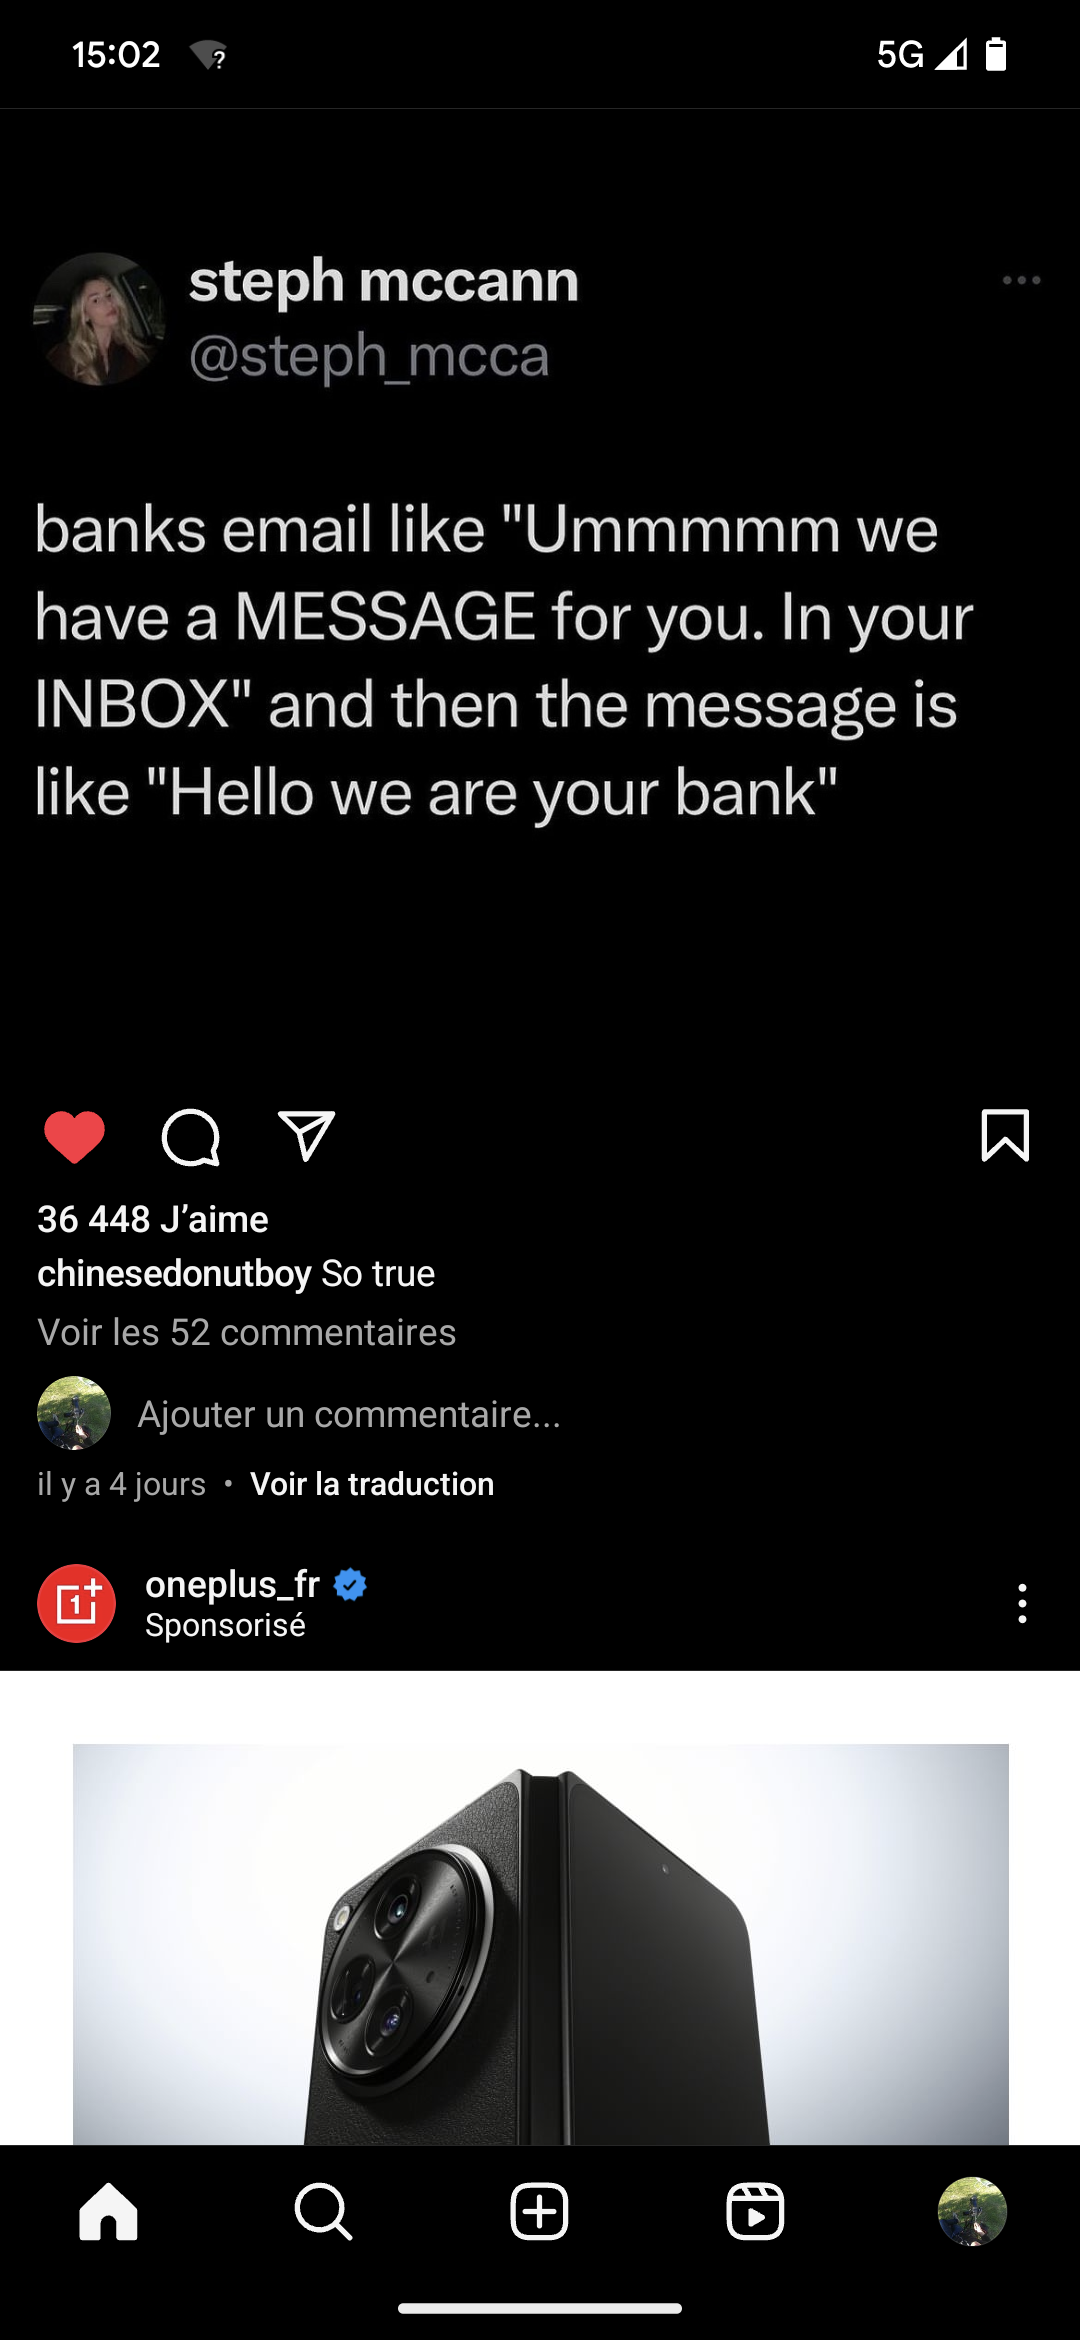 15:02
5G
steph mccann
@steph_mcca
banks email like "Ummmmm we
have a MESSAGE for you. In your
INBOX" and then the message is
like "Hello we are your bank"
36 448 J’aime
chinesedonutboy So true
Voir les 52 commentaires
Ajouter un commentaire...
il y a 4 jours • Voir la traduction
oneplus_fr
Sponsorisé